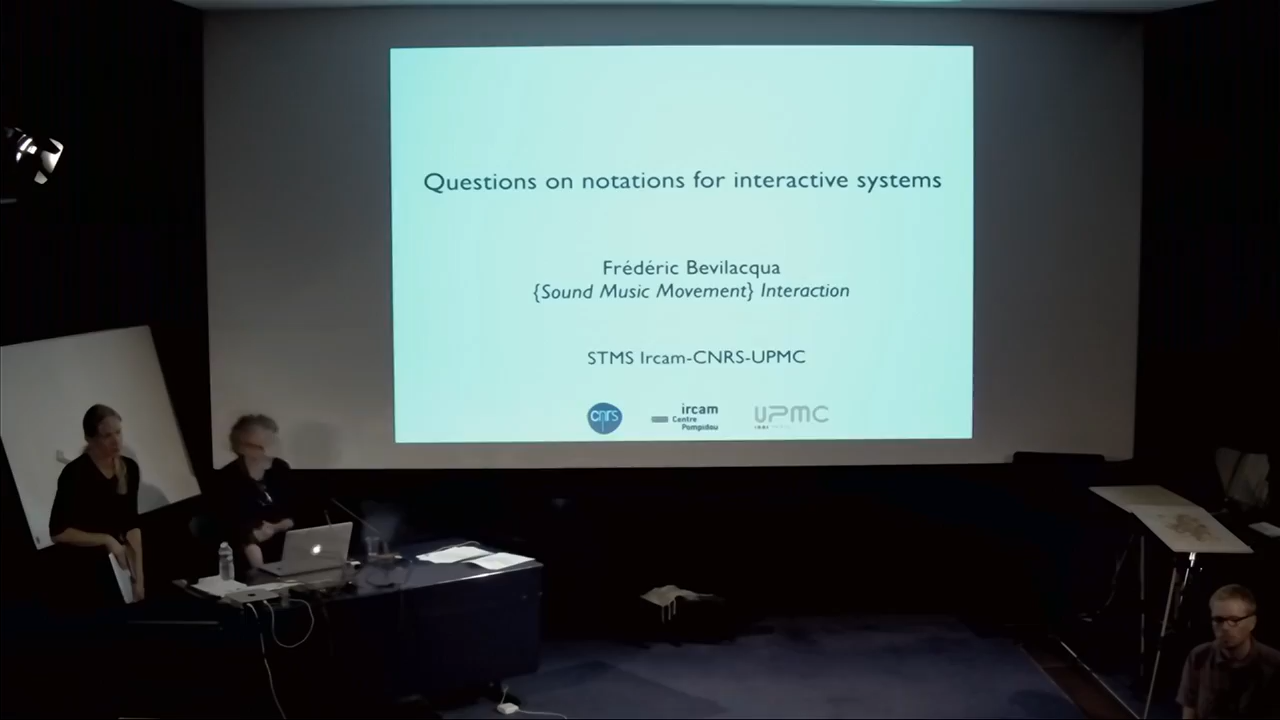 Questions on notations for interactive systems
Frédéric Bevilacqua
{Sound Music Movement} Interaction
STMS Ircam-CNRS-UPMC
cnrs
ircam
Centre
Pompidou
UPMC